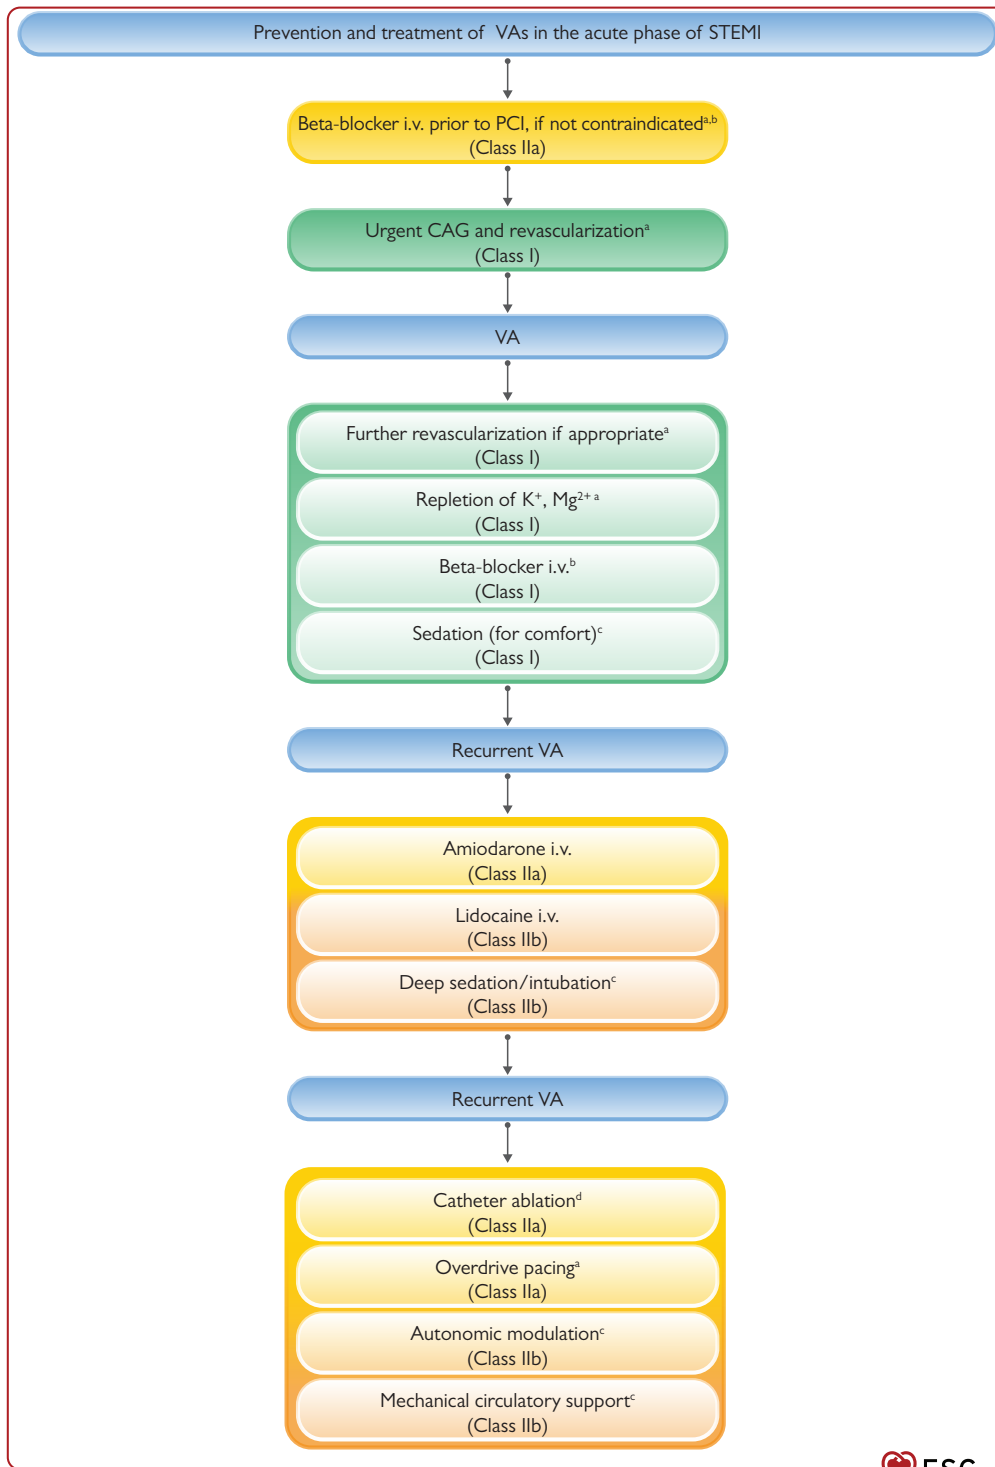 Prevention and treatment of VAs in the acute phase of STEMI
Beta-blocker i.v. prior to PCI, if not contraindicatedᵃ,ᵇ
(Class IIa)
Urgent CAG and revascularizationᵃ
(Class I)
VA
Further revascularization if appropriateᵃ
(Class I)
Repletion of K⁺, Mg²⁺ ᵃ
(Class I)
Beta-blocker i.v.ᵇ
(Class I)
Sedation (for comfort)ᶜ
(Class I)
Recurrent VA
Amiodarone i.v.
(Class IIa)
Lidocaine i.v.
(Class IIb)
Deep sedation/intubationᶜ
(Class IIb)
Recurrent VA
Catheter ablationᵈ
(Class IIa)
Overdrive pacingᵃ
(Class IIa)
Autonomic modulationᶜ
(Class IIb)
Mechanical circulatory supportᶜ
(Class IIb)
ESC